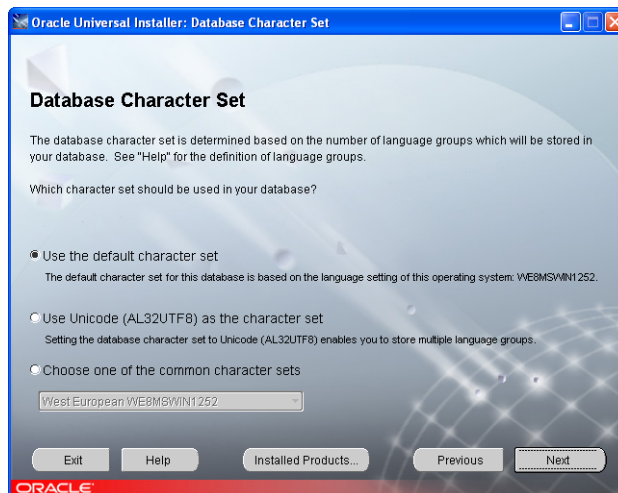 Oracle Universal Installer: Database Character Set
Database Character Set
The database character set is determined based on the number of language groups which will be stored in
your database. See "Help" for the definition of language groups.
Which character set should be used in your database?
Use the default character set
The default character set for this database is based on the language setting of this operating system: WE8MSWIN1252.
Use Unicode (AL32UTF8) as the character set
Setting the database character set to Unicode (AL32UTF8) enables you to store multiple language groups.
Choose one of the common character sets
West European WE8MSWIN1252
Exit Help Installed Products... Previous Next
ORACLE